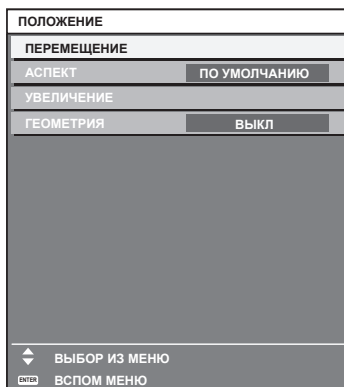 ПОЛОЖЕНИЕ
ПЕРЕМЕЩЕНИЕ
АСПЕКТ ПО УМОЛЧАНИЮ
УВЕЛИЧЕНИЕ
ГЕОМЕТРИЯ ВЫКЛ
ВЫБОР ИЗ МЕНЮ
ENTER ВСПОМ МЕНЮ